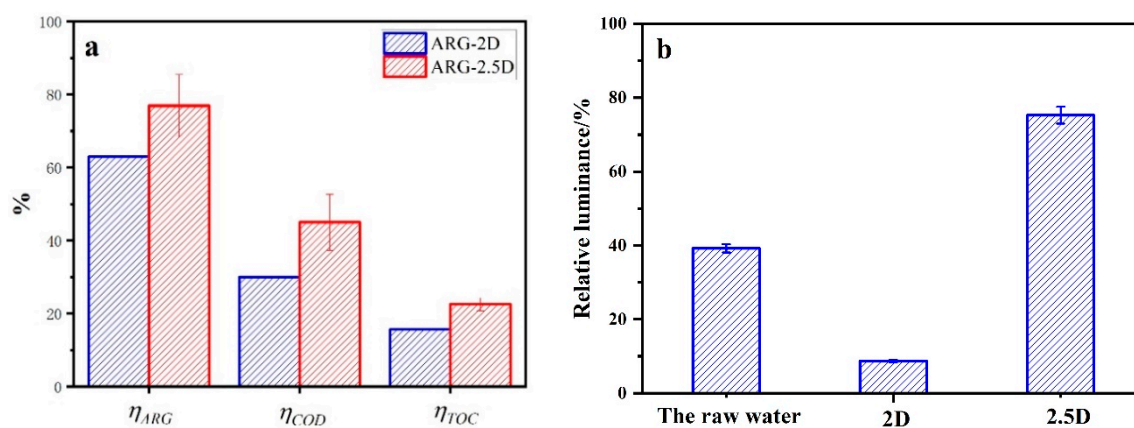 a
ARG-2D
ARG-2.5D
%
100
80
60
40
20
0
ηARG
ηCOD
ηTOC
b
Relative luminance/%
100
80
60
40
20
0
The raw water
2D
2.5D